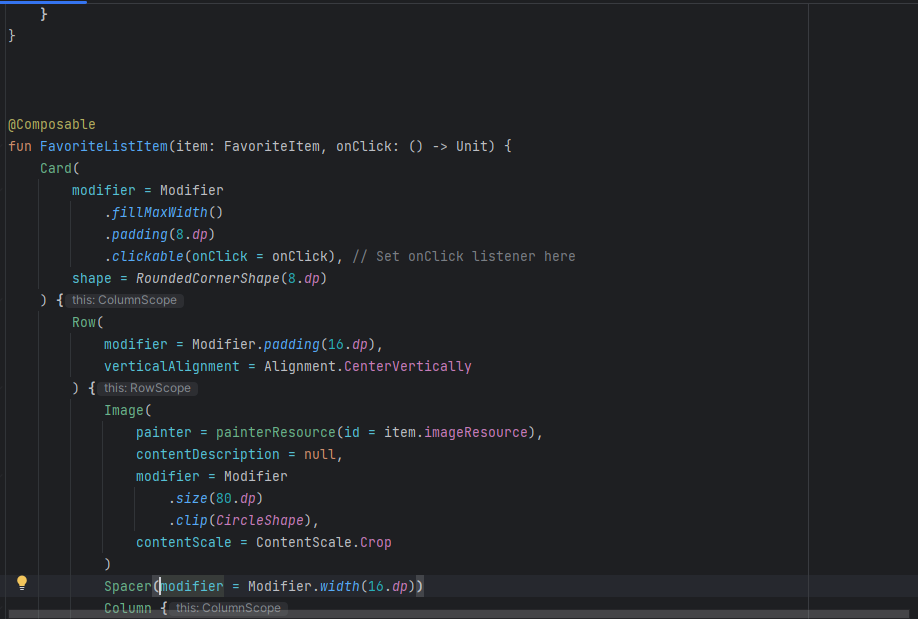 }
}

@Composable
fun FavoriteListItem(item: FavoriteItem, onClick: () -> Unit) {
    Card(
        modifier = Modifier
            .fillMaxWidth()
            .padding(8.dp)
            .clickable(onClick = onClick), // Set onClick listener here
        shape = RoundedCornerShape(8.dp)
    ) { this: ColumnScope
        Row(
            modifier = Modifier.padding(16.dp),
            verticalAlignment = Alignment.CenterVertically
        ) { this: RowScope
            Image(
                painter = painterResource(id = item.imageResource),
                contentDescription = null,
                modifier = Modifier
                    .size(80.dp)
                    .clip(CircleShape),
                contentScale = ContentScale.Crop
            )
            Spacer(modifier = Modifier.width(16.dp))
            Column { this: ColumnScope